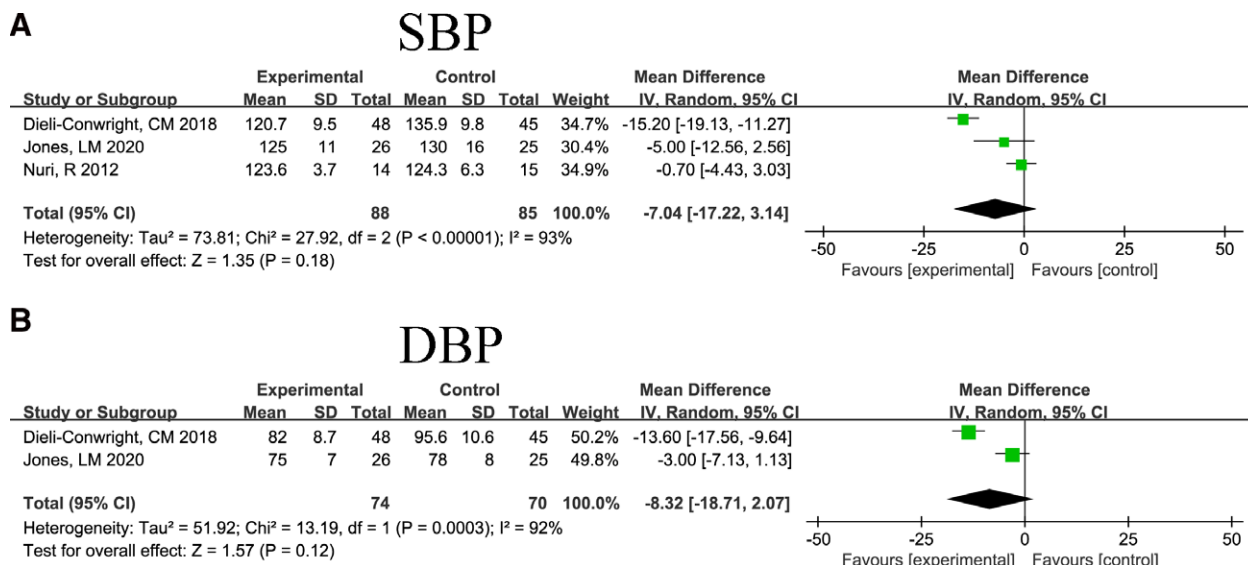 A
SBP
Experimental Control Mean Difference Mean Difference
Study or Subgroup Mean SD Total Mean SD Total Weight IV, Random, 95% CI IV, Random, 95% CI
Dieli-Conwright, CM 2018 120.7 9.5 48 135.9 9.8 45 34.7% -15.20 [-19.13, -11.27]
Jones, LM 2020 125 11 26 130 16 25 30.4% -5.00 [-12.56, 2.56]
Nuri, R 2012 123.6 3.7 14 124.3 6.3 15 34.9% -0.70 [-4.43, 3.03]
Total (95% CI) 88 85 100.0% -7.04 [-17.22, 3.14]
Heterogeneity: Tau² = 73.81; Chi² = 27.92, df = 2 (P < 0.00001); I² = 93%
Test for overall effect: Z = 1.35 (P = 0.18)
-50 -25 0 25 50
Favours [experimental] Favours [control]
B
DBP
Experimental Control Mean Difference Mean Difference
Study or Subgroup Mean SD Total Mean SD Total Weight IV, Random, 95% CI IV, Random, 95% CI
Dieli-Conwright, CM 2018 82 8.7 48 95.6 10.6 45 50.2% -13.60 [-17.56, -9.64]
Jones, LM 2020 75 7 26 78 8 25 49.8% -3.00 [-7.13, 1.13]
Total (95% CI) 74 70 100.0% -8.32 [-18.71, 2.07]
Heterogeneity: Tau² = 51.92; Chi² = 13.19, df = 1 (P = 0.0003); I² = 92%
Test for overall effect: Z = 1.57 (P = 0.12)
-50 -25 0 25 50
Favours [experimental] Favours [control]